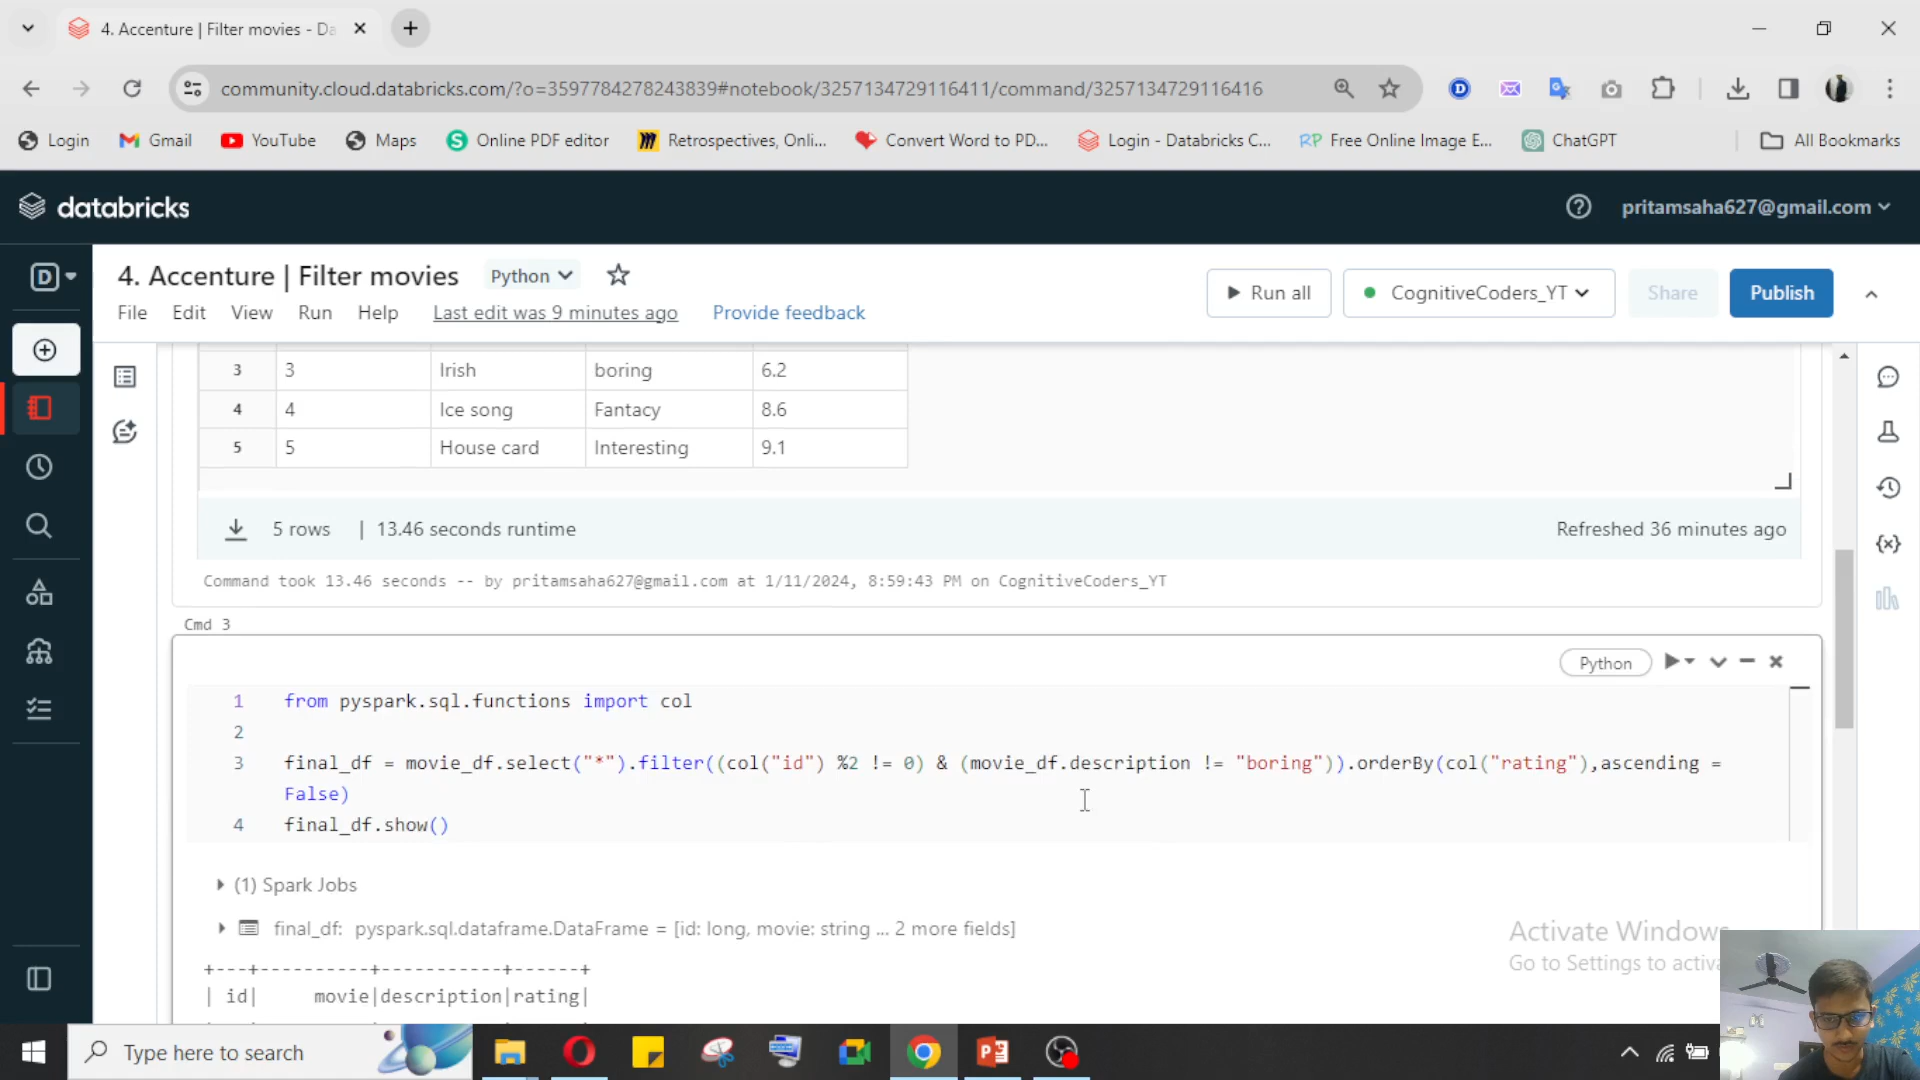 4. Accenture | Filter movies - Da
community.cloud.databricks.com/?o=3597784278243839#notebook/3257134729116411/command/3257134729116416
Login Gmail YouTube Maps Online PDF editor Retrospectives, Onli... Convert Word to PD... Login - Databricks C... Free Online Image E... ChatGPT All Bookmarks
databricks
pritamsaha627@gmail.com
4. Accenture | Filter movies Python
Run all CognitiveCoders_YT Share Publish
File Edit View Run Help Last edit was 9 minutes ago Provide feedback
3 3 Irish boring 6.2
4 4 Ice song Fantacy 8.6
5 5 House card Interesting 9.1
5 rows | 13.46 seconds runtime Refreshed 36 minutes ago
Command took 13.46 seconds -- by pritamsaha627@gmail.com at 1/11/2024, 8:59:43 PM on CognitiveCoders_YT
Cmd 3
Python
1 from pyspark.sql.functions import col
2
3 final_df = movie_df.select("*").filter((col("id") %2 != 0) & (movie_df.description != "boring")).orderBy(col("rating"),ascending =
False)
4 final_df.show()
(1) Spark Jobs
final_df: pyspark.sql.dataframe.DataFrame = [id: long, movie: string ... 2 more fields]
+---+----------+-----------+------+
| id| movie|description|rating|
Activate Windows
Go to Settings to activa
Type here to search